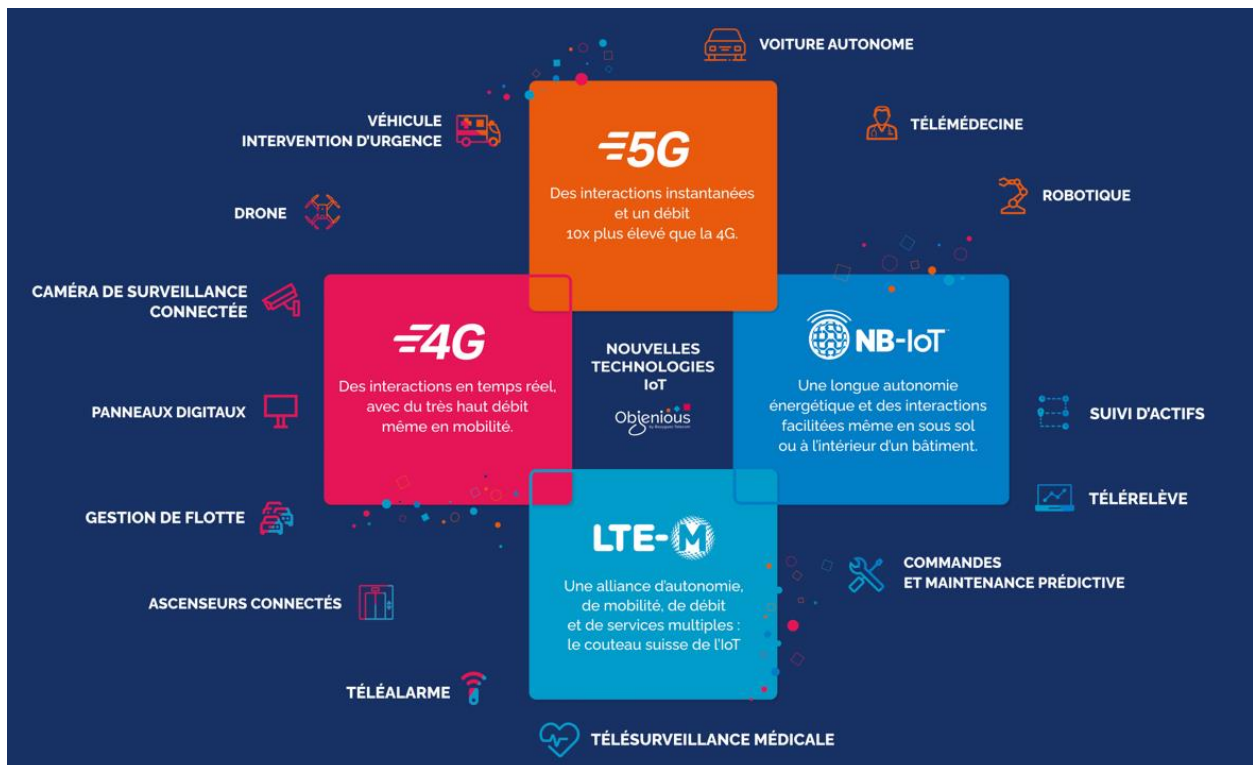 VOITURE AUTONOME
VÉHICULE
INTERVENTION D'URGENCE
TÉLÉMÉDECINE
5G
Des interactions instantanées
et un débit
10x plus élevé que la 4G.
ROBOTIQUE
DRONE
CAMÉRA DE SURVEILLANCE
CONNECTÉE
4G
Des interactions en temps réel,
avec du très haut débit
même en mobilité.
NOUVELLES
TECHNOLOGIES
IoT
Objenious
by Bouygues Telecom
NB-IoT
Une longue autonomie
énergétique et des interactions
facilitées même en sous sol
ou à l'intérieur d'un bâtiment.
PANNEAUX DIGITAUX
SUIVI D'ACTIFS
GESTION DE FLOTTE
TÉLÉRELÈVE
LTE-M
Une alliance d'autonomie,
de mobilité, de débit
et de services multiples :
le couteau suisse de l'IoT
COMMANDES
ET MAINTENANCE PRÉDICTIVE
ASCENSEURS CONNECTÉS
TÉLÉALARME
TÉLÉSURVEILLANCE MÉDICALE